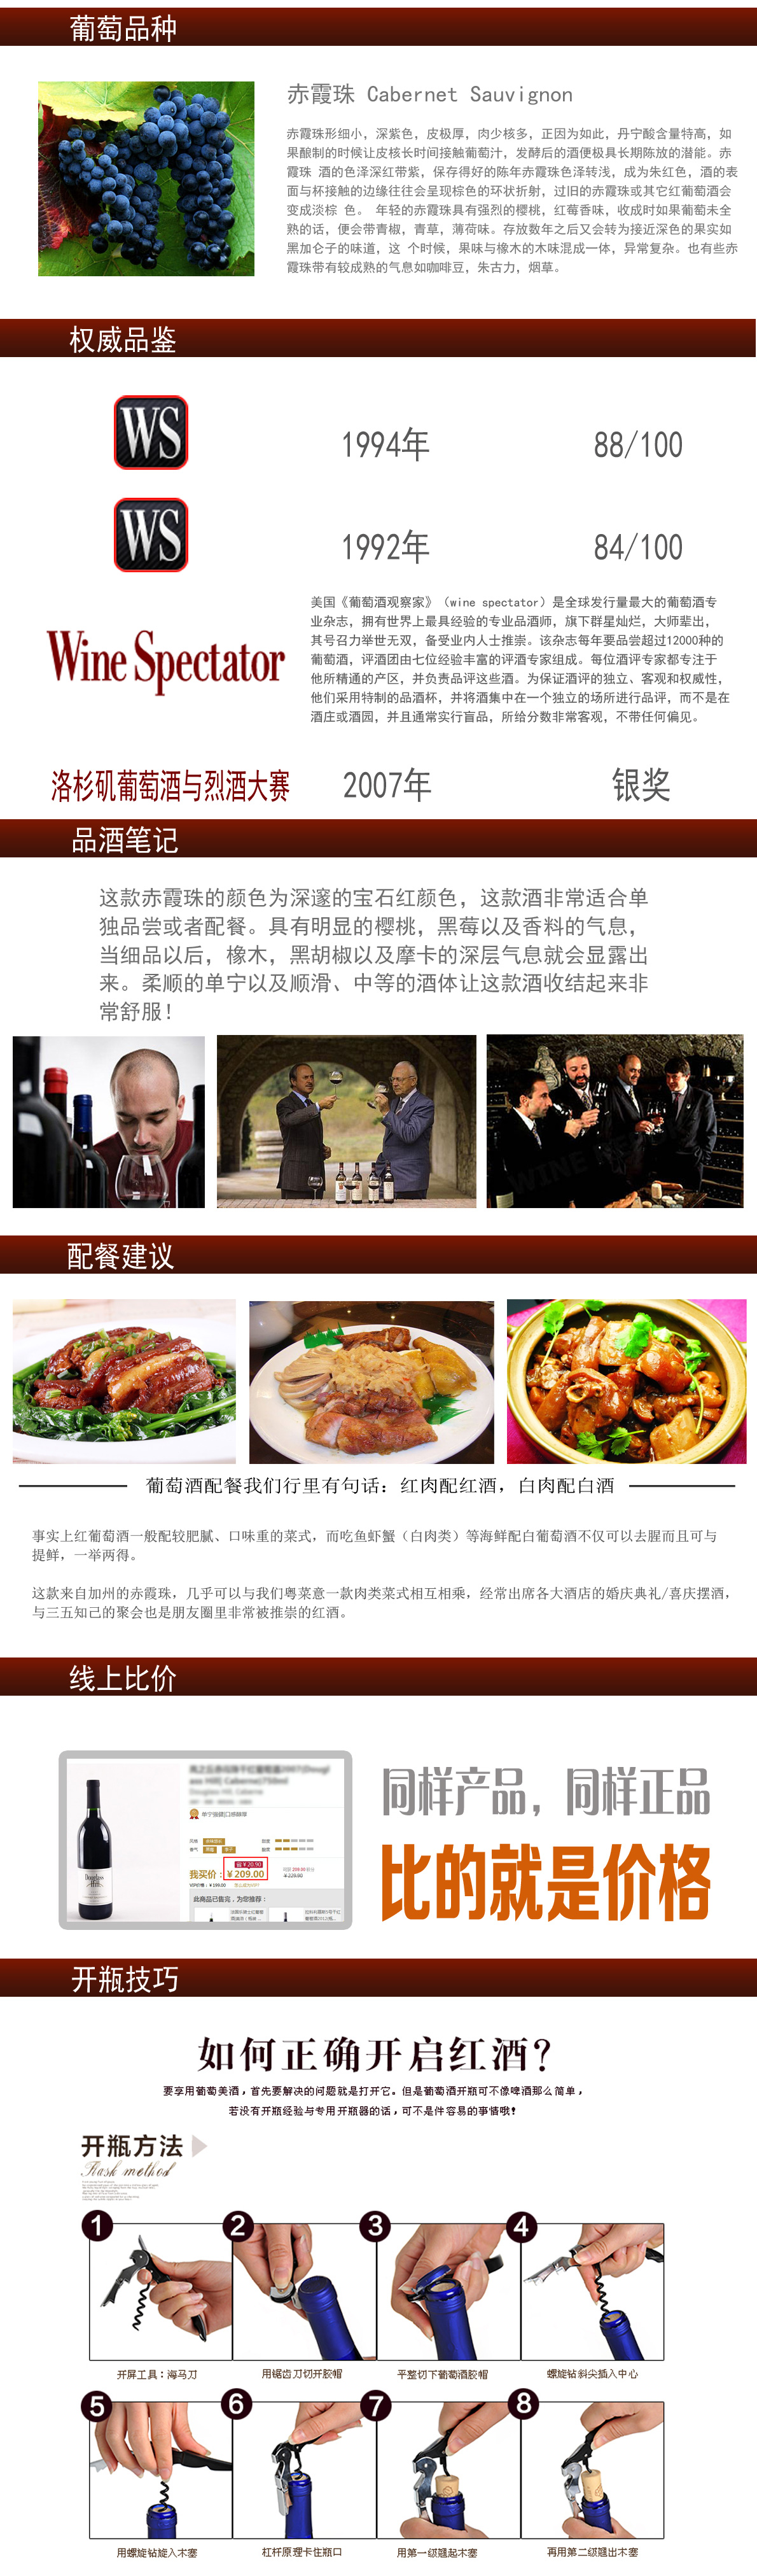 葡萄品种
赤霞珠 Cabernet Sauvignon
赤霞珠形细小，深紫色，皮极厚，肉少核多，正因为如此，丹宁酸含量特高，如
果酿制的时候让皮核长时间接触葡萄汁，发酵后的酒便极具长期陈放的潜能。赤
霞珠 酒的色泽深红带紫，保存得好的陈年赤霞珠色泽转浅，成为朱红色，酒的表
面与杯接触的边缘往往会呈现棕色的环状折射，过旧的赤霞珠或其它红葡萄酒会
变成淡棕 色。 年轻的赤霞珠具有强烈的樱桃，红莓香味，收成时如果葡萄未全
熟的话，便会带青椒，青草，薄荷味。存放数年之后又会转为接近深色的果实如
黑加仑子的味道，这 个时候，果味与橡木的木味混成一体，异常复杂。也有些赤
霞珠带有较成熟的气息如咖啡豆，朱古力，烟草。
权威品鉴
WS
1994年
88/100
WS
1992年
84/100
美国《葡萄酒观察家》（wine spectator）是全球发行量最大的葡萄酒专
业杂志，拥有世界上最具经验的专业品酒师，旗下群星灿烂，大师辈出，
其号召力举世无双，备受业内人士推崇。该杂志每年要品尝超过12000种的
葡萄酒，评酒团由七位经验丰富的评酒专家组成。每位酒评专家都专注于
他所精通的产区，并负责品评这些酒。为保证酒评的独立、客观和权威性，
他们采用特制的品酒杯，并将酒集中在一个独立的场所进行品评，而不是在
酒庄或酒园，并且通常实行盲品，所给分数非常客观，不带任何偏见。
Wine Spectator
洛杉矶葡萄酒与烈酒大赛
2007年
银奖
品酒笔记
这款赤霞珠的颜色为深邃的宝石红颜色，这款酒非常适合单
独品尝或者配餐。具有明显的樱桃，黑莓以及香料的气息，
当细品以后，橡木，黑胡椒以及摩卡的深层气息就会显露出
来。柔顺的单宁以及顺滑、中等的酒体让这款酒收结起来非
常舒服！
配餐建议
葡萄酒配餐我们行里有句话：红肉配红酒，白肉配白酒
事实上红葡萄酒一般配较肥腻、口味重的菜式，而吃鱼虾蟹（白肉类）等海鲜配白葡萄酒不仅可以去腥而且可与
提鲜，一举两得。
这款来自加州的赤霞珠，几乎可以与我们粤菜意一款肉类菜式相互相乘，经常出席各大酒店的婚庆典礼/喜庆摆酒，
与三五知己的聚会也是朋友圈里非常被推崇的红酒。
线上比价
Douglass Hill
我买价：
¥209.00
¥229.90
VIP价格：¥199.00
此商品已售完，为您推荐：
同样产品，同样正品
比的就是价格
开瓶技巧
如何正确开启红酒？
要享用葡萄美酒，首先要解决的问题就是打开它。但是葡萄酒开瓶可不像啤酒那么简单，
若没有开瓶经验与专用开瓶器的话，可不是件容易的事情哦！
开瓶方法
Flask method
1
2
3
4
开屏工具：海马刀
用锯齿刀切开胶帽
平整切下葡萄酒胶帽
螺旋钻斜尖插入中心
5
6
7
8
用螺旋钻旋入木塞
杠杆原理卡住瓶口
用第一级翘起木塞
再用第二级翘出木塞